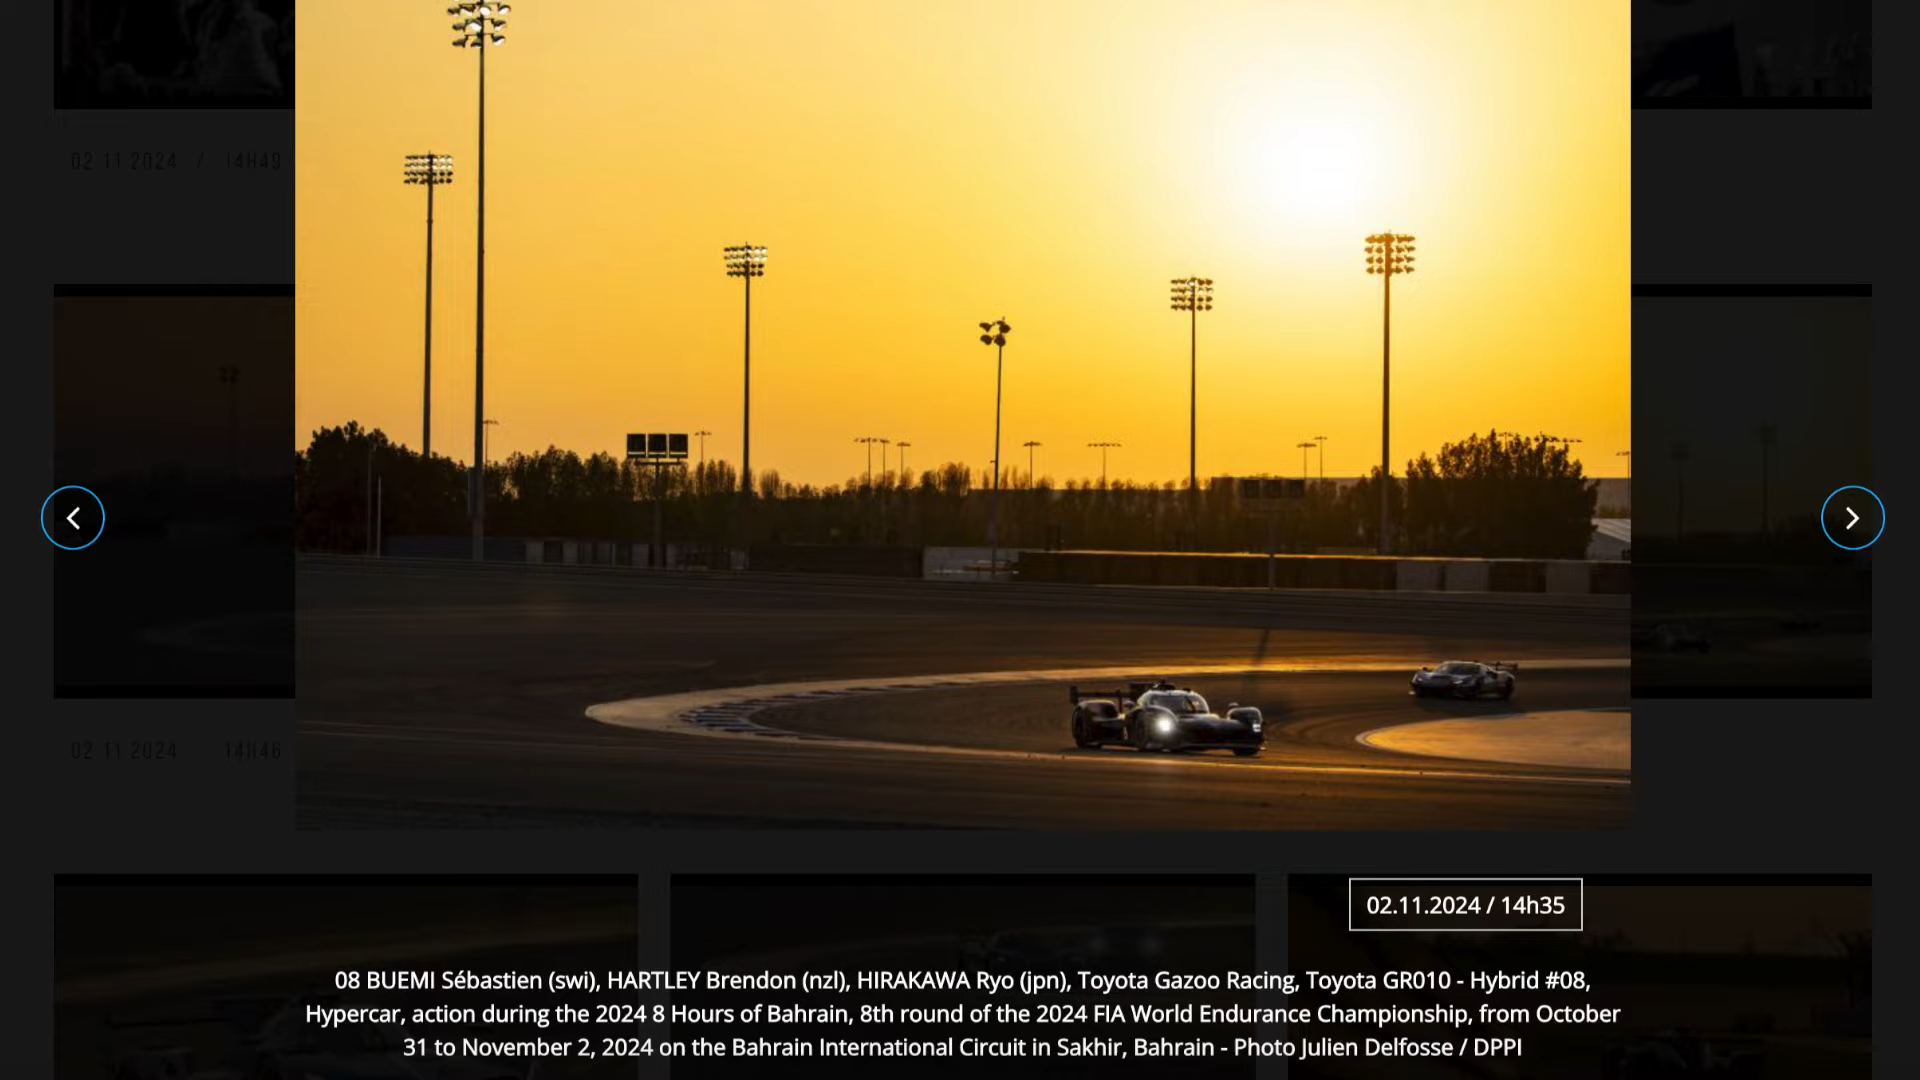 02 11 2024 / 14H49
02 11 2024 14H46
02.11.2024 / 14h35
08 BUEMI Sébastien (swi), HARTLEY Brendon (nzl), HIRAKAWA Ryo (jpn), Toyota Gazoo Racing, Toyota GR010 - Hybrid #08,
Hypercar, action during the 2024 8 Hours of Bahrain, 8th round of the 2024 FIA World Endurance Championship, from October
31 to November 2, 2024 on the Bahrain International Circuit in Sakhir, Bahrain - Photo Julien Delfosse / DPPI